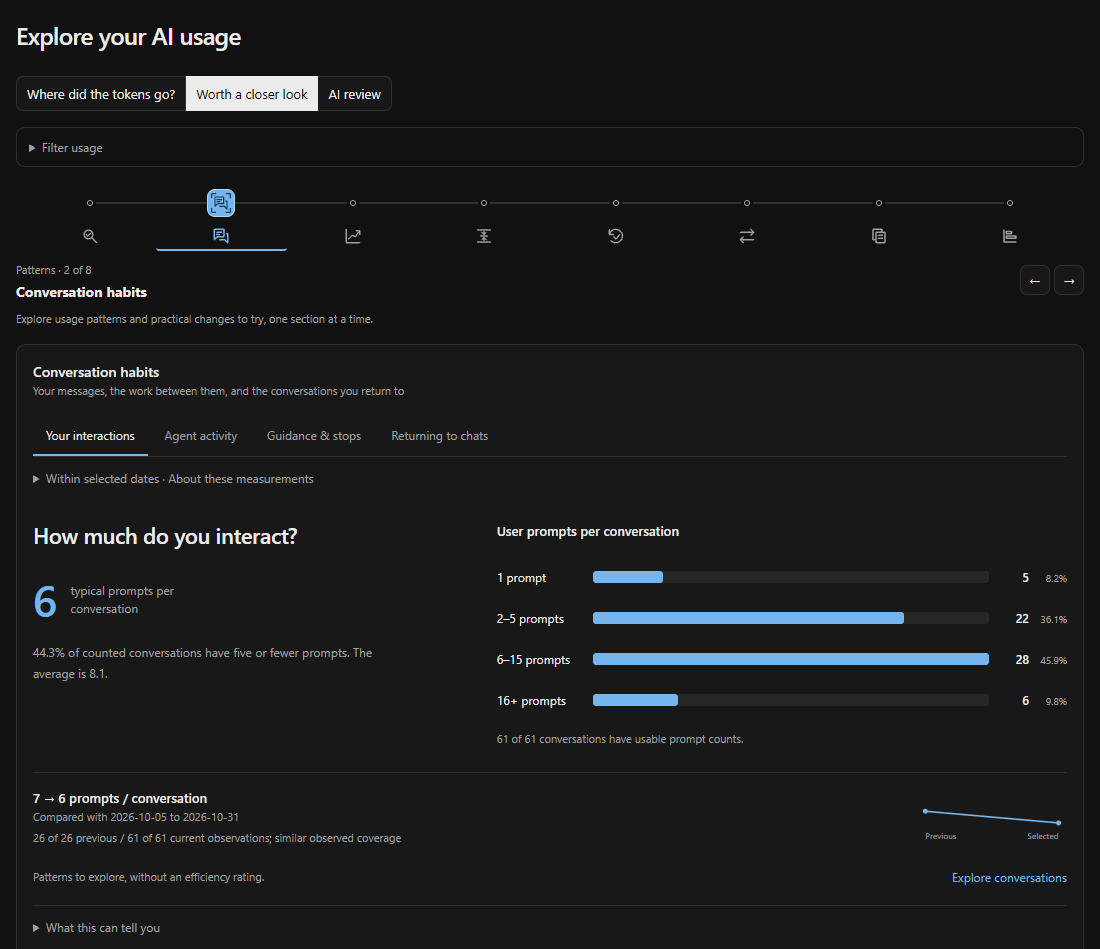 Explore your AI usage
Where did the tokens go?
Worth a closer look
AI review
Filter usage
Patterns · 2 of 8
Conversation habits
Explore usage patterns and practical changes to try, one section at a time.
← →
Conversation habits
Your messages, the work between them, and the conversations you return to
Your interactions
Agent activity
Guidance & stops
Returning to chats
Within selected dates · About these measurements
How much do you interact?
6 typical prompts per
conversation
44.3% of counted conversations have five or fewer prompts. The
average is 8.1.
User prompts per conversation
1 prompt 5 8.2%
2–5 prompts 22 36.1%
6–15 prompts 28 45.9%
16+ prompts 6 9.8%
61 of 61 conversations have usable prompt counts.
7 → 6 prompts / conversation
Compared with 2026-10-05 to 2026-10-31
26 of 26 previous / 61 of 61 current observations; similar observed coverage
Previous
Selected
Patterns to explore, without an efficiency rating.
Explore conversations
What this can tell you